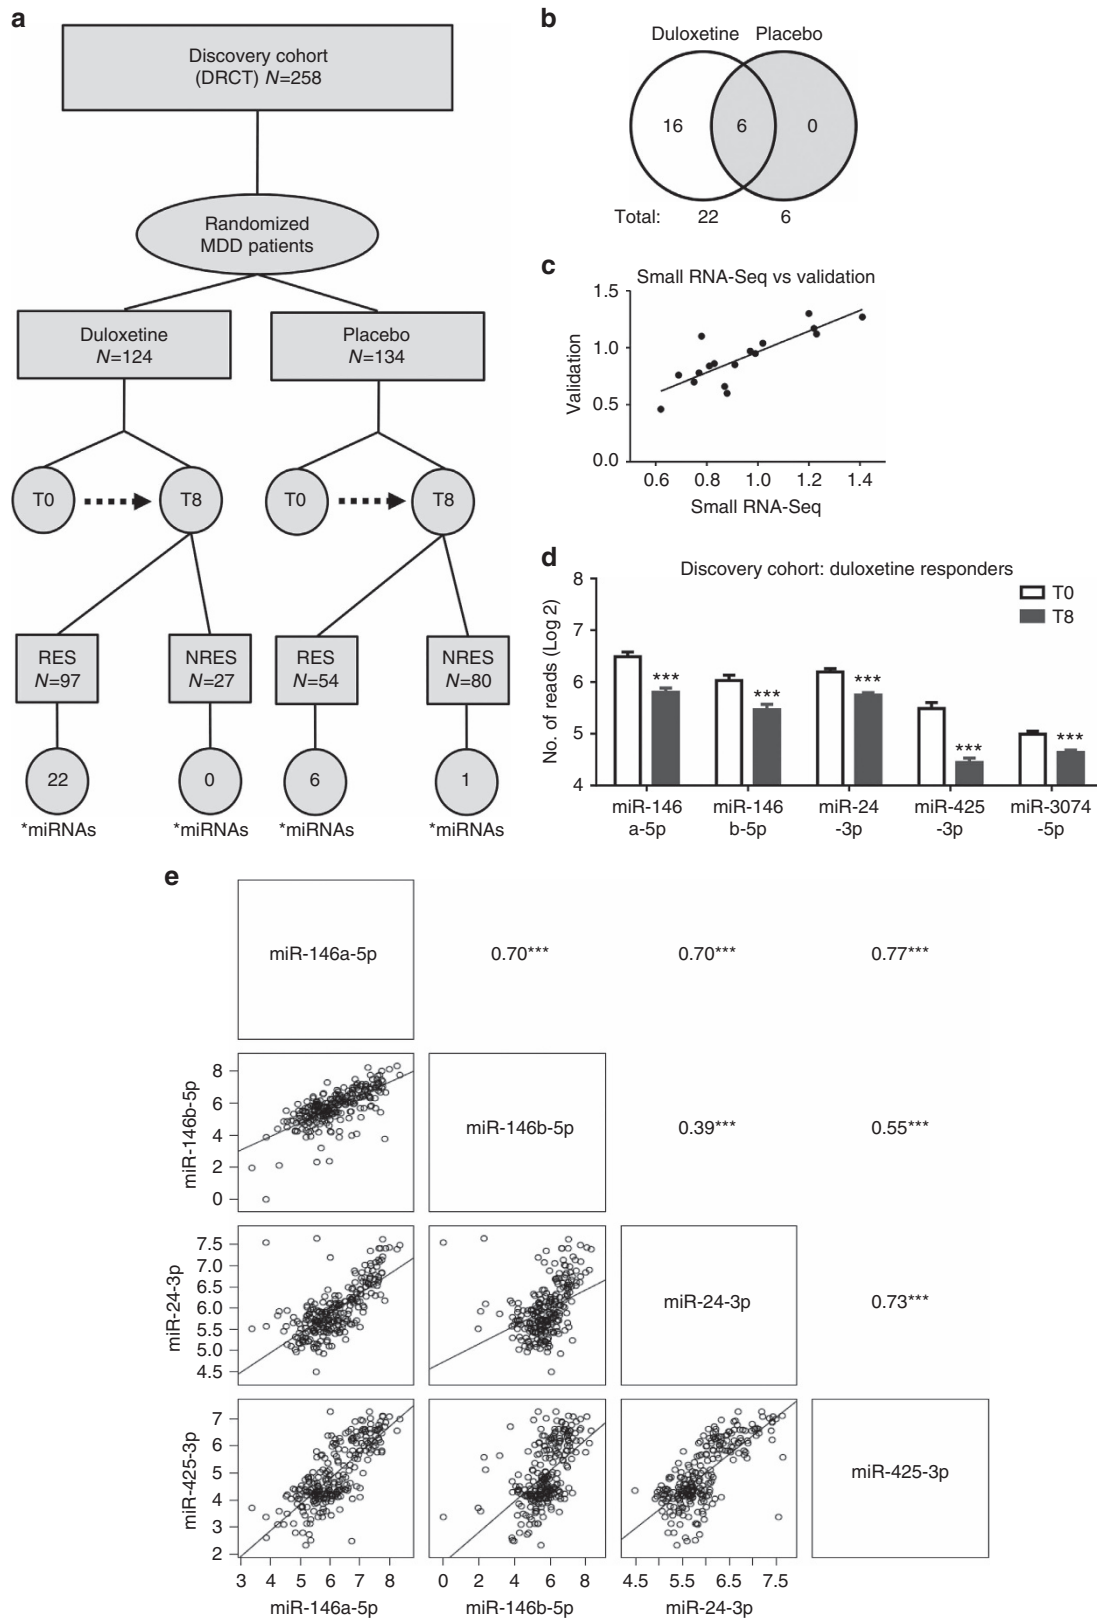 a
Discovery cohort
(DRCT) N=258
Randomized
MDD patients
Duloxetine
N=124
Placebo
N=134
T0
T8
T0
T8
RES
N=97
NRES
N=27
RES
N=54
NRES
N=80
22
0
6
1
*miRNAs
*miRNAs
*miRNAs
*miRNAs
b
Duloxetine
Placebo
16
6
0
Total:
22
6
c
Small RNA-Seq vs validation
Validation
1.5
1.0
0.5
0.0
0.6
0.8
1.0
1.2
1.4
Small RNA-Seq
d
Discovery cohort: duloxetine responders
T0
T8
No. of reads (Log 2)
8
7
6
5
4
***
***
***
***
***
miR-146
a-5p
miR-146
b-5p
miR-24
-3p
miR-425
-3p
miR-3074
-5p
e
miR-146a-5p
0.70***
0.70***
0.77***
miR-146b-5p
8
6
4
2
0
miR-146b-5p
0.39***
0.55***
miR-24-3p
7.5
7.0
6.5
6.0
5.5
5.0
4.5
miR-24-3p
0.73***
miR-425-3p
7
6
5
4
3
2
miR-425-3p
3
4
5
6
7
8
miR-146a-5p
0
2
4
6
8
miR-146b-5p
4.5
5.5
6.5
7.5
miR-24-3p